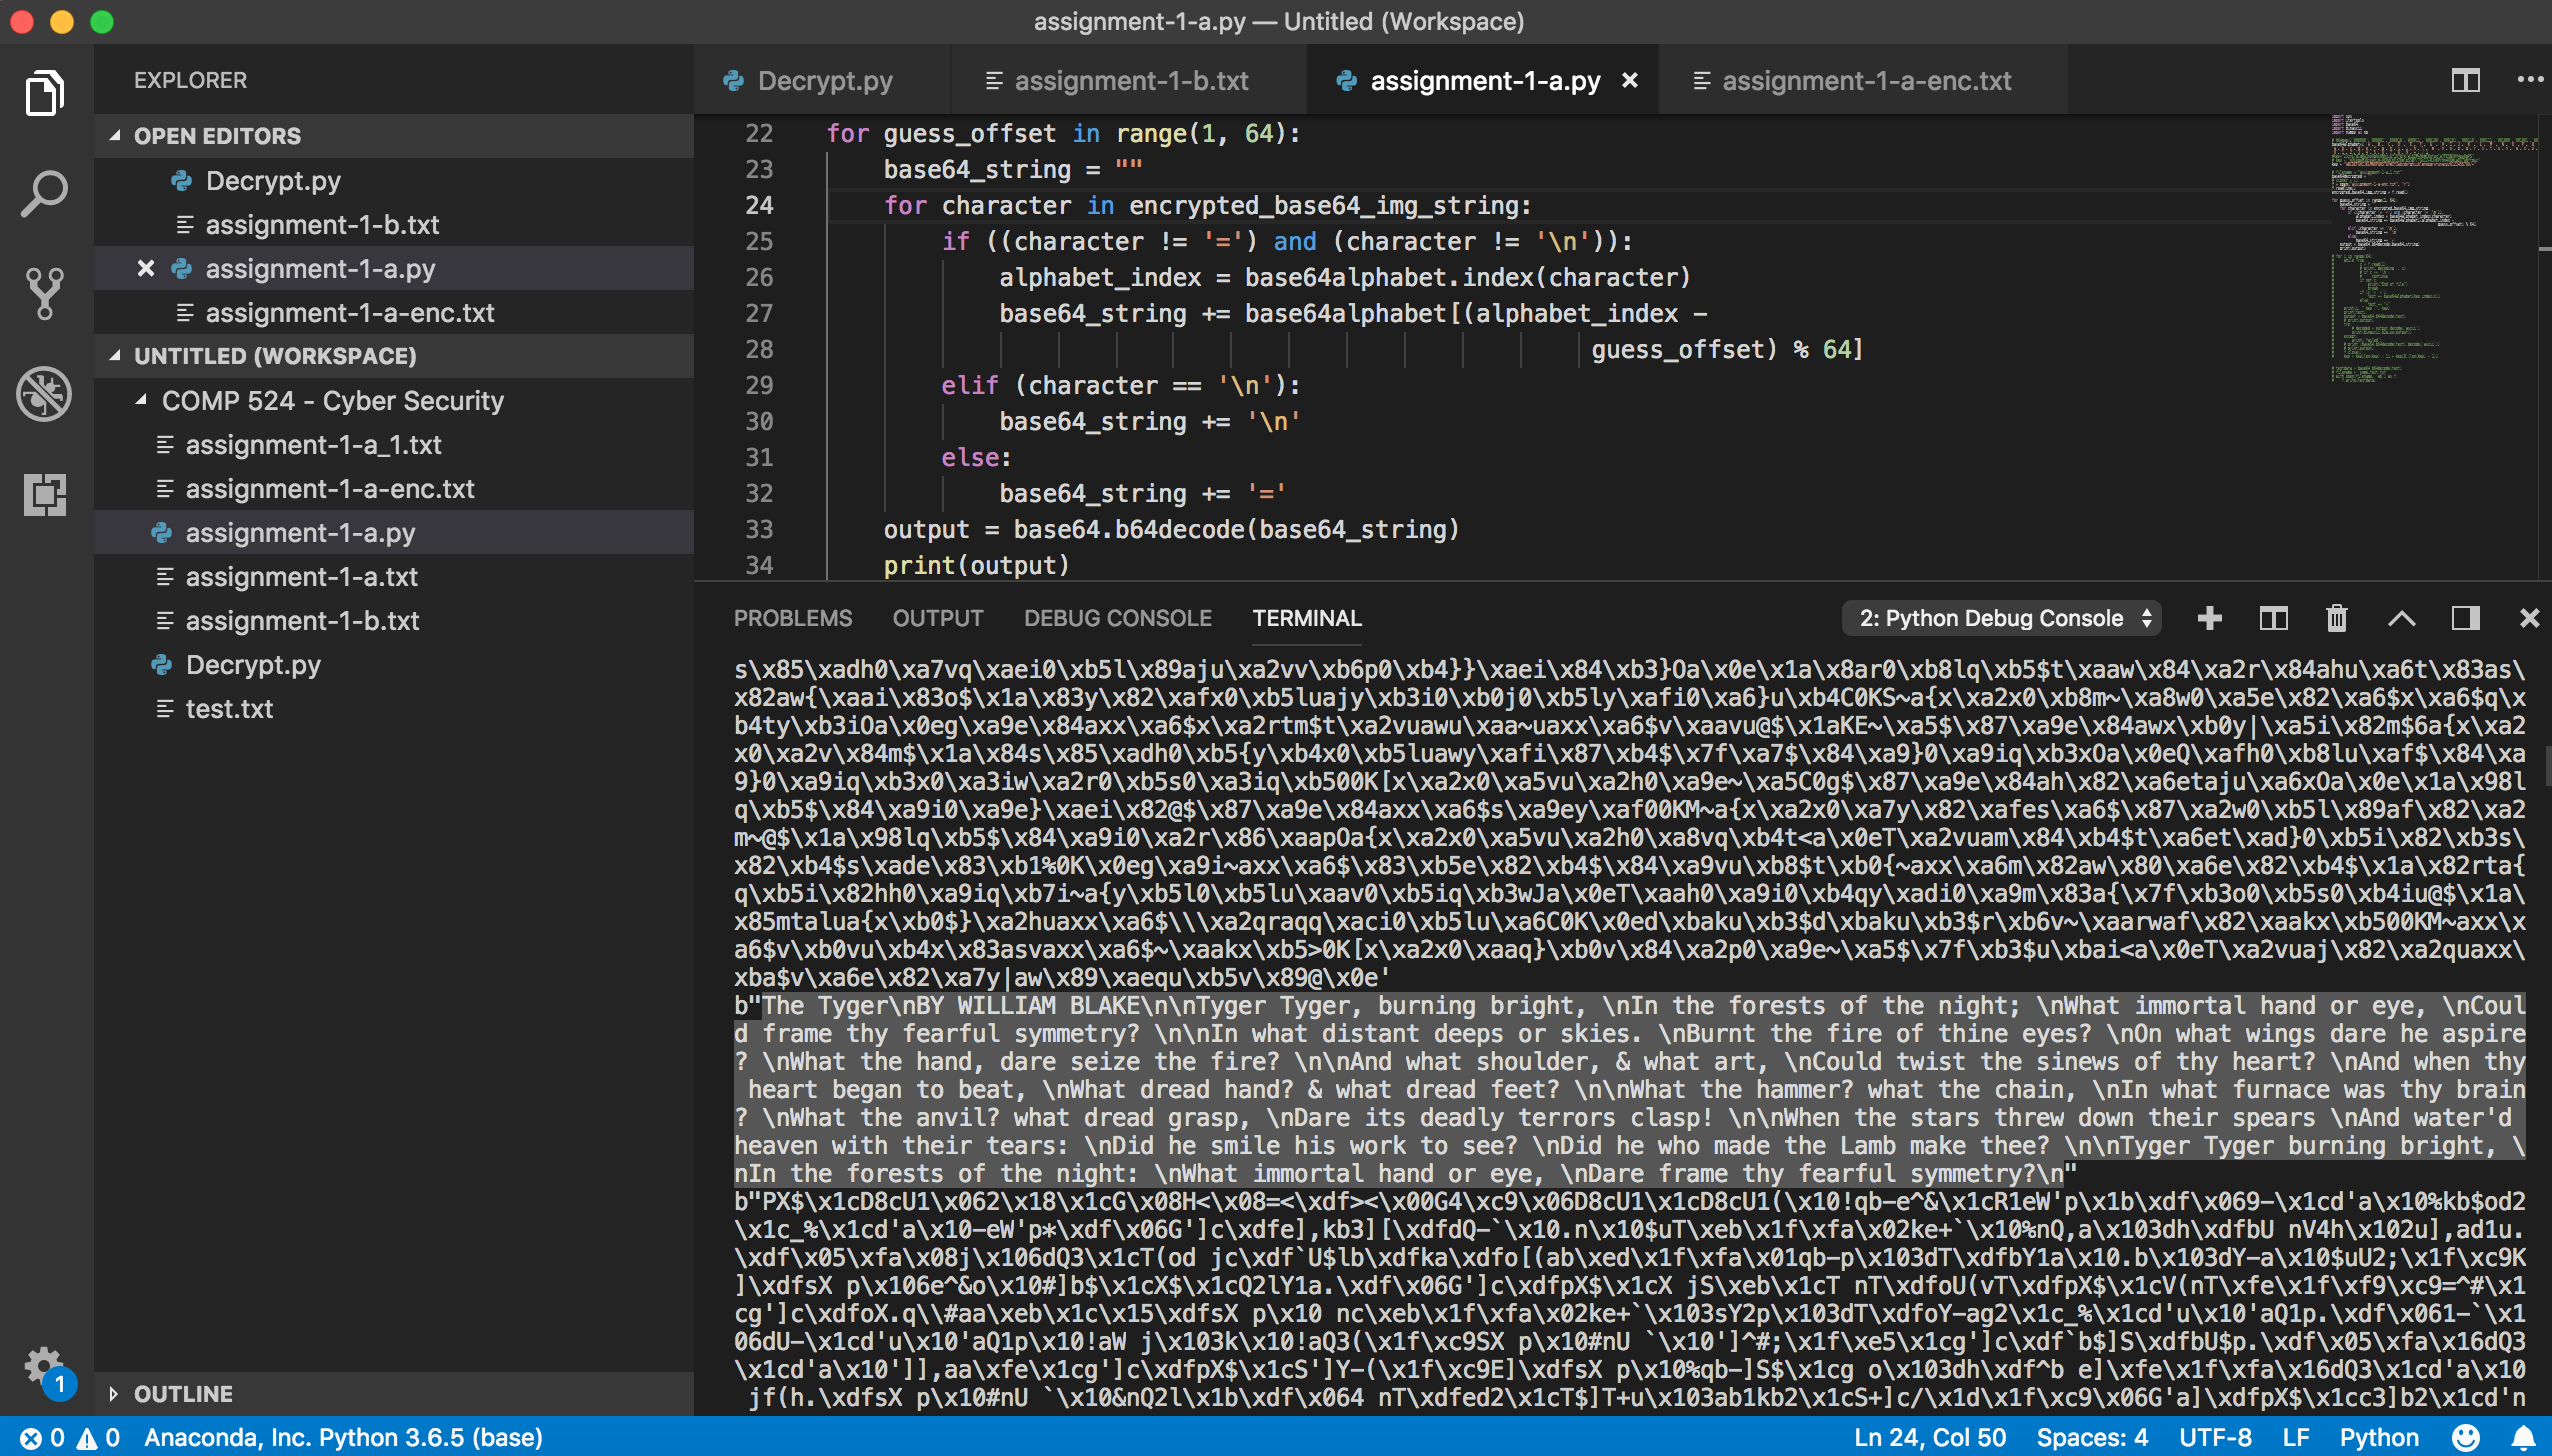 assignment-1-a.py — Untitled (Workspace)
EXPLORER
OPEN EDITORS
Decrypt.py
assignment-1-b.txt
assignment-1-a.py
assignment-1-a-enc.txt
UNTITLED (WORKSPACE)
COMP 524 - Cyber Security
assignment-1-a_1.txt
assignment-1-a-enc.txt
assignment-1-a.py
assignment-1-a.txt
assignment-1-b.txt
Decrypt.py
test.txt
OUTLINE
1
Decrypt.py assignment-1-b.txt assignment-1-a.py assignment-1-a-enc.txt
22 for guess_offset in range(1, 64):
23 base64_string = ""
24 for character in encrypted_base64_img_string:
25 if ((character != '=') and (character != '\n')):
26 alphabet_index = base64alphabet.index(character)
27 base64_string += base64alphabet[(alphabet_index -
28 guess_offset) % 64]
29 elif (character == '\n'):
30 base64_string += '\n'
31 else:
32 base64_string += '='
33 output = base64.b64decode(base64_string)
34 print(output)
PROBLEMS OUTPUT DEBUG CONSOLE TERMINAL 2: Python Debug Console
s\x85\xadh0\xa7vq\xaei0\xb5l\x89aju\xa2vv\xb6p0\xb4}}\xaei\x84\xb3}Oa\x0e\x1a\x8ar0\xb8lq\xb5$t\xaaw\x84\xa2r\x84ahu\xa6t\x83as\
x82aw{\xaai\x83o$\x1a\x83y\x82\xafx0\xb5luajy\xb3i0\xb0j0\xb5ly\xafi0\xa6}u\xb4C0KS~a{x\xa2x0\xb8m~\xa8w0\xa5e\x82\xa6$x\xa6$q\x
b4ty\xb3iOa\x0eg\xa9e\x84axx\xa6$x\xa2rtm$t\xa2vuawu\xaa~uaxx\xa6$v\xaavu@$\x1aKE~\xa5$\x87\xa9e\x84awx\xb0y|\xa5i\x82m$6a{x\xa2
x0\xa2v\x84m$\x1a\x84s\x85\xadh0\xb5{y\xb4x0\xb5luawy\xafi\x87\xb4$\x7f\xa7$\x84\xa9}0\xa9iq\xb3xOa\x0eQ\xafh0\xb8lu\xaf$\x84\xa
9}0\xa9iq\xb3x0\xa3iw\xa2r0\xb5s0\xa3iq\xb500K[x\xa2x0\xa5vu\xa2h0\xa9e~\xa5C0g$\x87\xa9e\x84ah\x82\xa6etaju\xa6xOa\x0e\x1a\x98l
q\xb5$\x84\xa9i0\xa9e}\xaei\x82@$\x87\xa9e\x84axx\xa6$s\xa9ey\xaf00KM~a{x\xa2x0\xa7y\x82\xafes\xa6$\x87\xa2w0\xb5l\x89af\x82\xa2
m~@$\x1a\x98lq\xb5$\x84\xa9i0\xa2r\x86\xaapOa{x\xa2x0\xa5vu\xa2h0\xa8vq\xb4t<a\x0eT\xa2vuam\x84\xb4$t\xa6et\xad}0\xb5i\x82\xb3s\
x82\xb4$s\xade\x83\xb1%0K\x0eg\xa9i~axx\xa6$\x83\xb5e\x82\xb4$\x84\xa9vu\xb8$t\xb0{~axx\xa6m\x82aw\x80\xa6e\x82\xb4$\x1a\x82rta{
q\xb5i\x82hh0\xa9iq\xb7i~a{y\xb5l0\xb5lu\xaav0\xb5iq\xb3wJa\x0eT\xaah0\xa9i0\xb4qy\xadi0\xa9m\x83a{\x7f\xb3o0\xb5s0\xb4iu@$\x1a\
x85mtalua{x\xb0$}\xa2huaxx\xa6$\\\xa2qraqq\xaci0\xb5lu\xa6C0K\x0ed\xbaku\xb3$d\xbaku\xb3$r\xb6v~\xaarwaf\x82\xaakx\xb500KM~axx\x
a6$v\xb0vu\xb4x\x83asvaxx\xa6$~\xaakx\xb5>0K[x\xa2x0\xaaq}\xb0v\x84\xa2p0\xa9e~\xa5$\x7f\xb3$u\xbai<a\x0eT\xa2vuaj\x82\xa2quaxx\
xba$v\xa6e\x82\xa7y|aw\x89\xaequ\xb5v\x89@\x0e'
b"The Tyger\nBY WILLIAM BLAKE\n\nTyger Tyger, burning bright, \nIn the forests of the night; \nWhat immortal hand or eye, \nCoul
d frame thy fearful symmetry? \n\nIn what distant deeps or skies. \nBurnt the fire of thine eyes? \nOn what wings dare he aspire
? \nWhat the hand, dare seize the fire? \n\nAnd what shoulder, & what art, \nCould twist the sinews of thy heart? \nAnd when thy
heart began to beat, \nWhat dread hand? & what dread feet? \n\nWhat the hammer? what the chain, \nIn what furnace was thy brain
? \nWhat the anvil? what dread grasp, \nDare its deadly terrors clasp! \n\nWhen the stars threw down their spears \nAnd water'd
heaven with their tears: \nDid he smile his work to see? \nDid he who made the Lamb make thee? \n\nTyger Tyger burning bright, \
nIn the forests of the night: \nWhat immortal hand or eye, \nDare frame thy fearful symmetry?\n"
b"PX$\x1cD8cU1\x062\x18\x1cG\x08H<\x08=<\xdf><\x00G4\xc9\x06D8cU1\x1cD8cU1(\x10!qb-e^&\x1cR1eW'p\x1b\xdf\x069-\x1cd'a\x10%kb$od2
\x1c_%\x1cd'a\x10-eW'p*\xdf\x06G']c\xdfe],kb3][\xdfdQ-`\x10.n\x10$uT\xeb\x1f\xfa\x02ke+`\x10%nQ,a\x103dh\xdfbU nV4h\x102u],ad1u.
\xdf\x05\xfa\x08j\x106dQ3\x1cT(od jc\xdf`U$lb\xdfka\xdfo[(ab\xed\x1f\xfa\x01qb-p\x103dT\xdfbY1a\x10.b\x103dY-a\x10$uU2;\x1f\xc9K
]\xdfsX p\x106e^&o\x10#]b$\x1cX$\x1cQ2lY1a.\xdf\x06G']c\xdfpX$\x1cX jS\xeb\x1cT nT\xdfoU(vT\xdfpX$\x1cV(nT\xfe\x1f\xf9\xc9=^#\x1
cg']c\xdfoX.q\\#aa\xeb\x1c\x15\xdfsX p\x10 nc\xeb\x1f\xfa\x02ke+`\x103sY2p\x103dT\xdfoY-ag2\x1c_%\x1cd'u\x10'aQ1p.\xdf\x061-`\x1
06dU-\x1cd'u\x10'aQ1p\x10!aW j\x103k\x10!aQ3(\x1f\xc9SX p\x10#nU `\x10']^#;\x1f\xe5\x1cg']c\xdf`b$]S\xdfbU$p.\xdf\x05\xfa\x16dQ3
\x1cd'a\x10']],aa\xfe\x1cg']c\xdfpX$\x1cS']Y-(\x1f\xc9E]\xdfsX p\x10%qb-]S$\x1cg o\x103dh\xdf^b e]\xfe\x1f\xfa\x16dQ3\x1cd'a\x10
jf(h.\xdfsX p\x10#nU `\x10&nQ2l\x1b\xdf\x064 nT\xdfed2\x1cT$]T+u\x103ab1kb2\x1cS+]c/\x1d\x1f\xc9\x06G'a]\xdfpX$\x1cc3]b2\x1cd'n
0 0 Anaconda, Inc. Python 3.6.5 (base) Ln 24, Col 50 Spaces: 4 UTF-8 LF Python